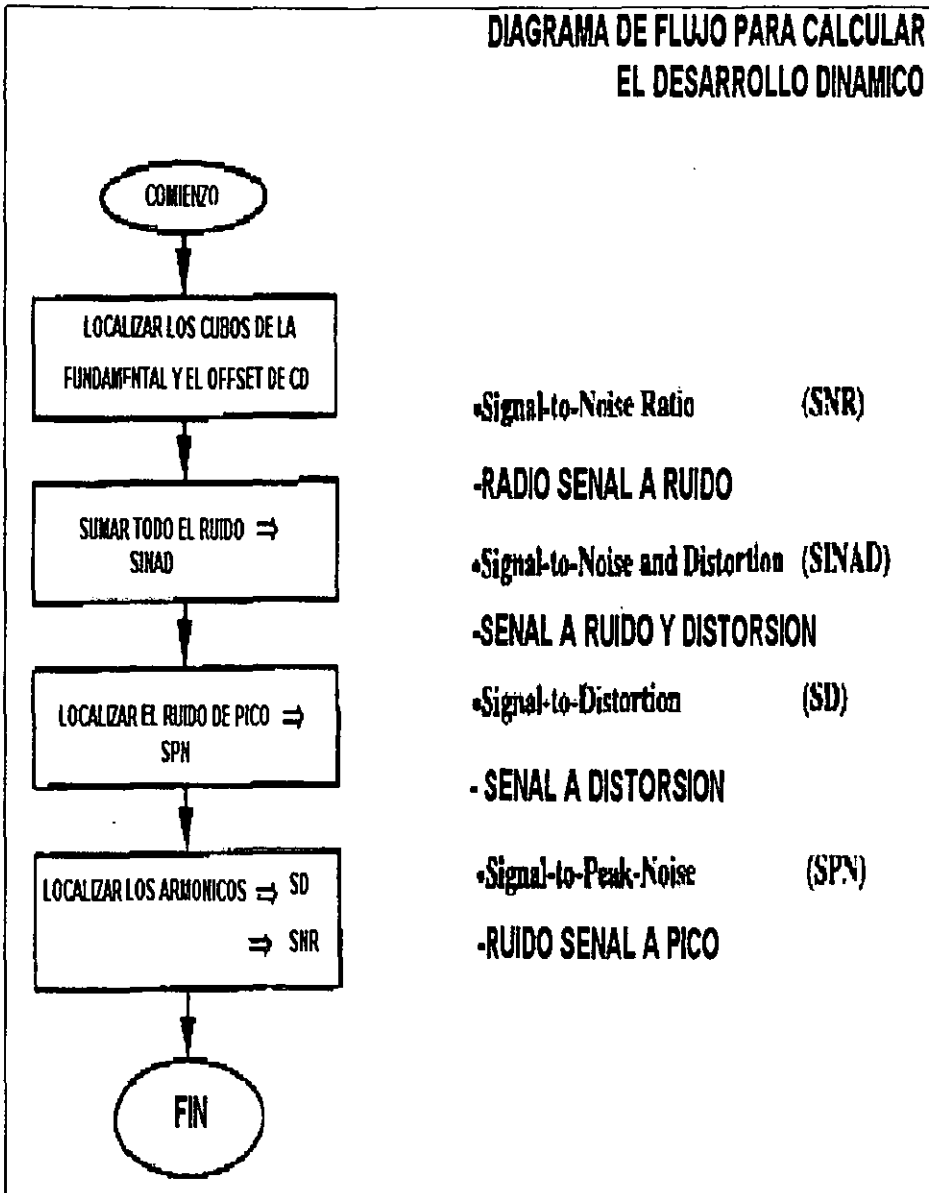 DIAGRAMA DE FLUJO PARA CALCULAR
EL DESARROLLO DINAMICO
COMIENZO
LOCALIZAR LOS CUBOS DE LA
FUNDAMENTAL Y EL OFFSET DE CD
SUMAR TODO EL RUIDO ⇒
SINAD
LOCALIZAR EL RUIDO DE PICO ⇒
SPN
LOCALIZAR LOS ARMONICOS ⇒ SD
⇒ SNR
FIN
•Signal-to-Noise Ratio (SNR)
-RADIO SENAL A RUIDO
•Signal-to-Noise and Distortion (SINAD)
-SENAL A RUIDO Y DISTORSION
•Signal-to-Distortion (SD)
- SENAL A DISTORSION
•Signal-to-Peak-Noise (SPN)
-RUIDO SENAL A PICO